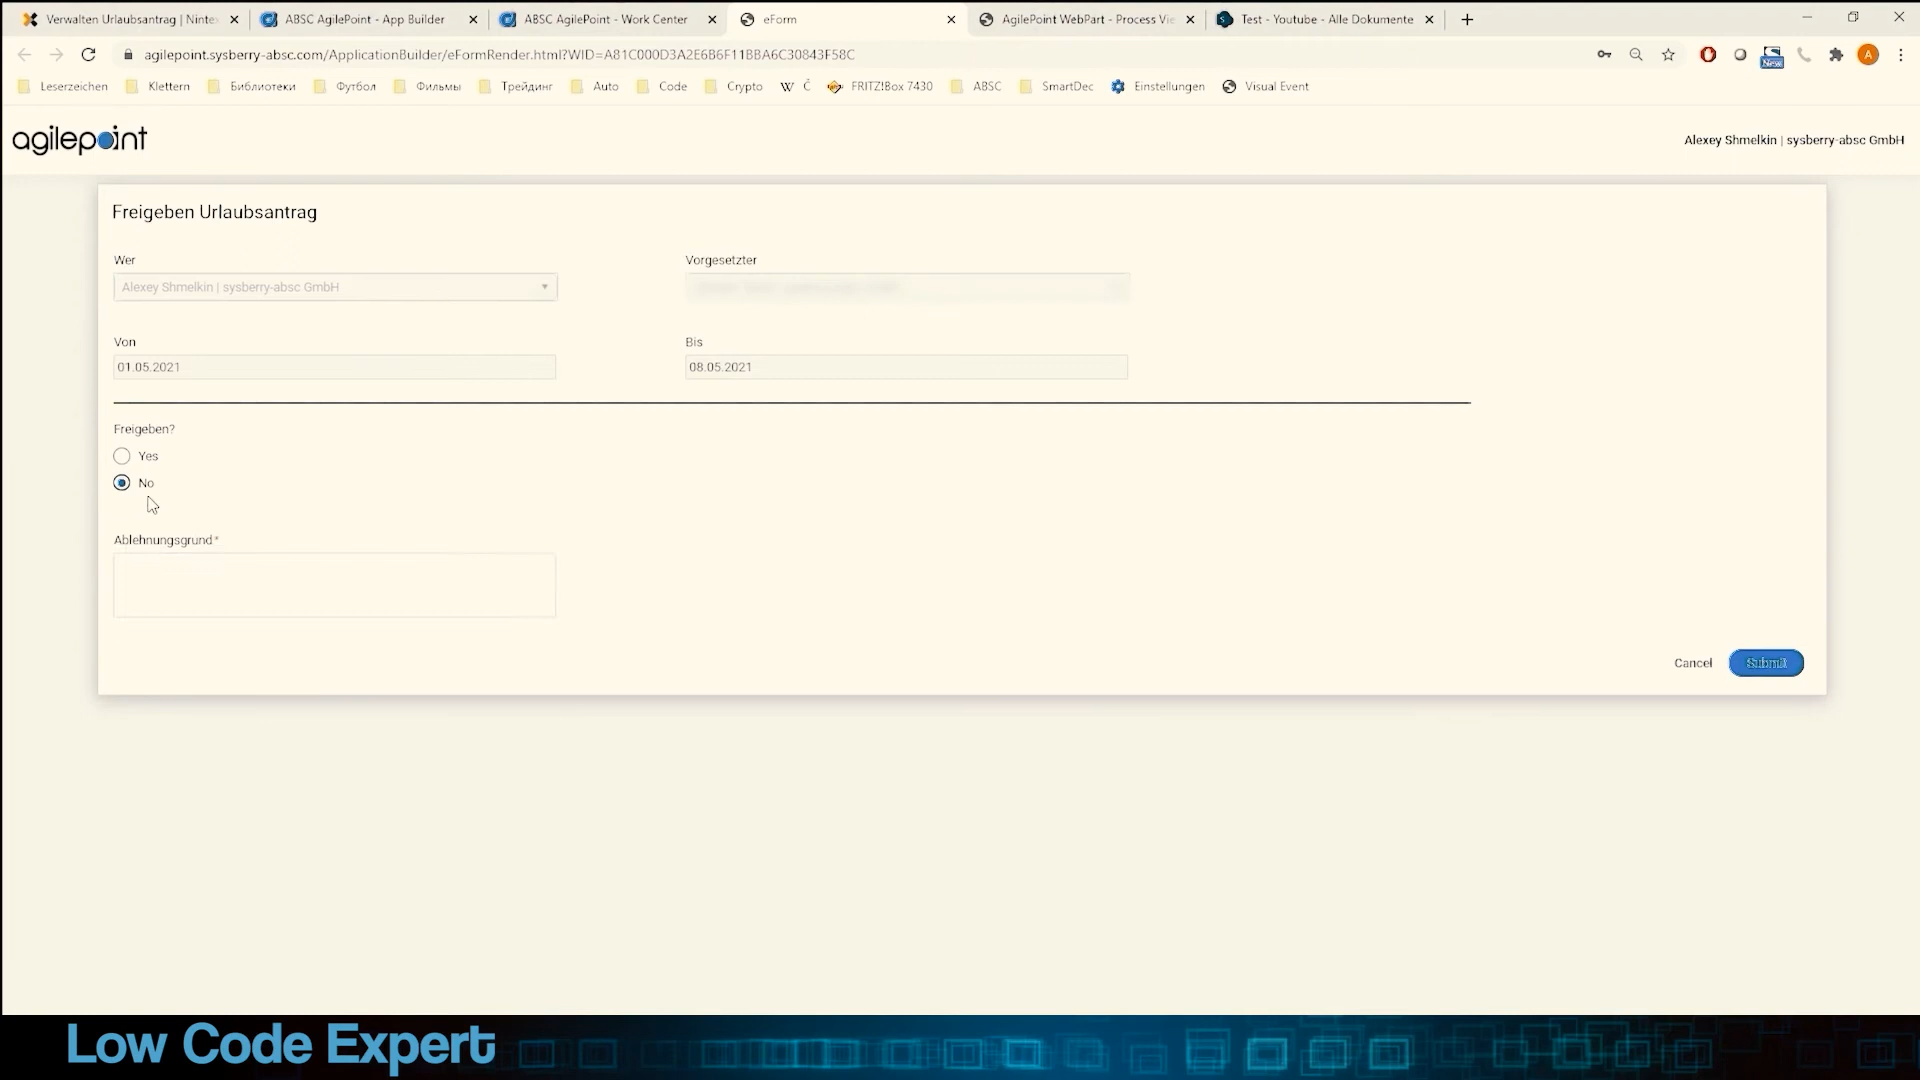 Verwalten Urlaubsantrag | Ninte
ABSC AgilePoint - App Builder
ABSC AgilePoint - Work Center
eForm
AgilePoint WebPart - Process Vie
Test - Youtube - Alle Dokumente
agilepoint.sysberry-absc.com/ApplicationBuilder/eFormRender.html?WID=A81C000D3A2E6B6F11BBA6C30843F58C
New
A
Leserzeichen
Klettern
Библиотеки
Футбол
Фильмы
Трейдинг
Auto
Code
Crypto
W Č
FRITZ!Box 7430
ABSC
SmartDec
Einstellungen
Visual Event
agilepoint
Alexey Shmelkin | sysberry-absc GmbH
Freigeben Urlaubsantrag
Wer
Vorgesetzter
Alexey Shmelkin | sysberry-absc GmbH
Von
Bis
01.05.2021
08.05.2021
Freigeben?
Yes
No
Ablehnungsgrund*
Cancel
Submit
Low Code Expert